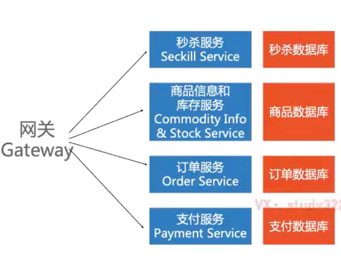 网关
Gateway
秒杀服务
Seckill Service
秒杀数据库
商品信息和
库存服务
Commodity Info
& Stock Service
商品数据库
订单服务
Order Service
订单数据库
支付服务
Payment Service
支付数据库